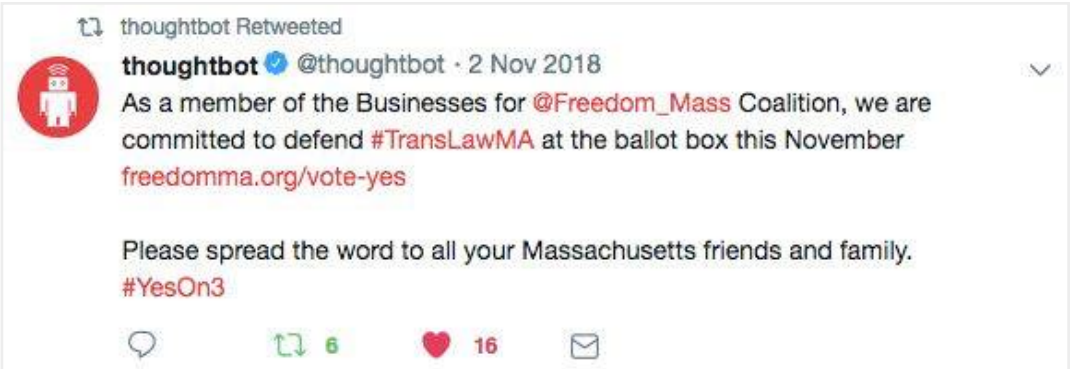 thoughtbot Retweeted
thoughtbot @thoughtbot · 2 Nov 2018
As a member of the Businesses for @Freedom_Mass Coalition, we are
committed to defend #TransLawMA at the ballot box this November
freedomma.org/vote-yes
Please spread the word to all your Massachusetts friends and family.
#YesOn3
6 16